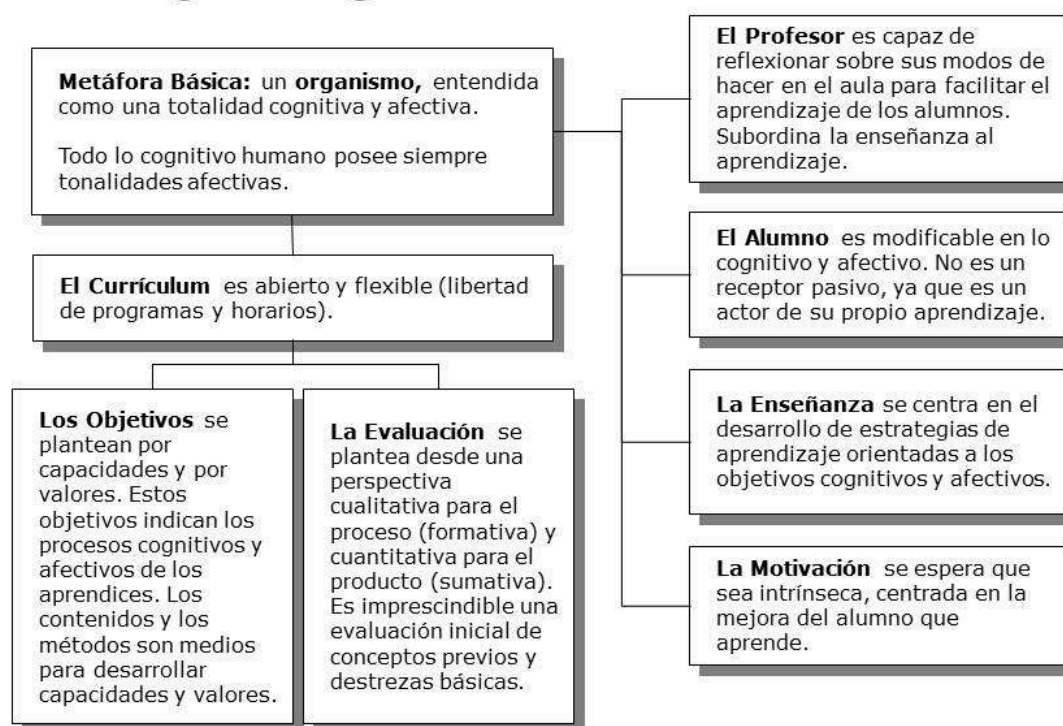 Metáfora Básica: un organismo, entendida
como una totalidad cognitiva y afectiva.
Todo lo cognitivo humano posee siempre
tonalidades afectivas.
El Currículum es abierto y flexible (libertad
de programas y horarios).
Los Objetivos se
plantean por
capacidades y por
valores. Estos
objetivos indican los
procesos cognitivos y
afectivos de los
aprendices. Los
contenidos y los
métodos son medios
para desarrollar
capacidades y valores.
La Evaluación se
plantea desde una
perspectiva
cualitativa para el
proceso (formativa) y
cuantitativa para el
producto (sumativa).
Es imprescindible una
evaluación inicial de
conceptos previos y
destrezas básicas.
El Profesor es capaz de
reflexionar sobre sus modos de
hacer en el aula para facilitar el
aprendizaje de los alumnos.
Subordina la enseñanza al
aprendizaje.
El Alumno es modificable en lo
cognitivo y afectivo. No es un
receptor pasivo, ya que es un
actor de su propio aprendizaje.
La Enseñanza se centra en el
desarrollo de estrategias de
aprendizaje orientadas a los
objetivos cognitivos y afectivos.
La Motivación se espera que
sea intrínseca, centrada en la
mejora del alumno que
aprende.